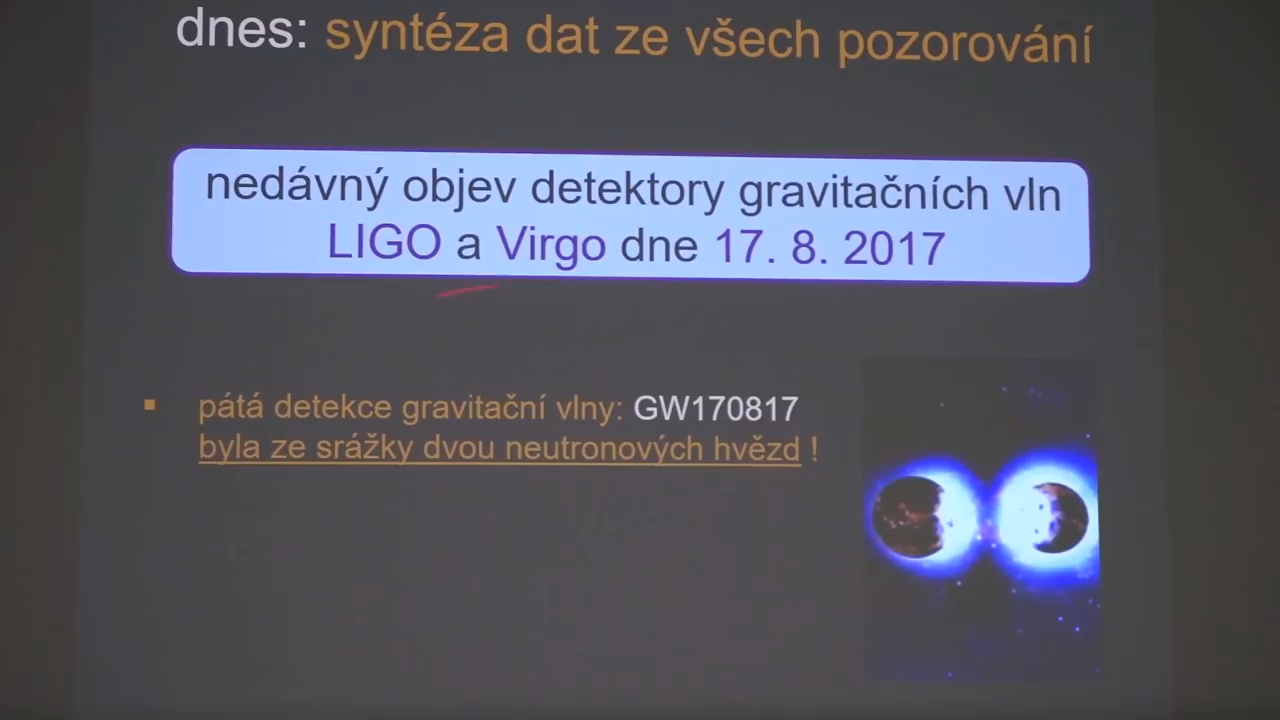 dnes: syntéza dat ze všech pozorování
nedávný objev detektory gravitačních vln
LIGO a Virgo dne 17. 8. 2017
▪ pátá detekce gravitační vlny: GW170817
byla ze srážky dvou neutronových hvězd !